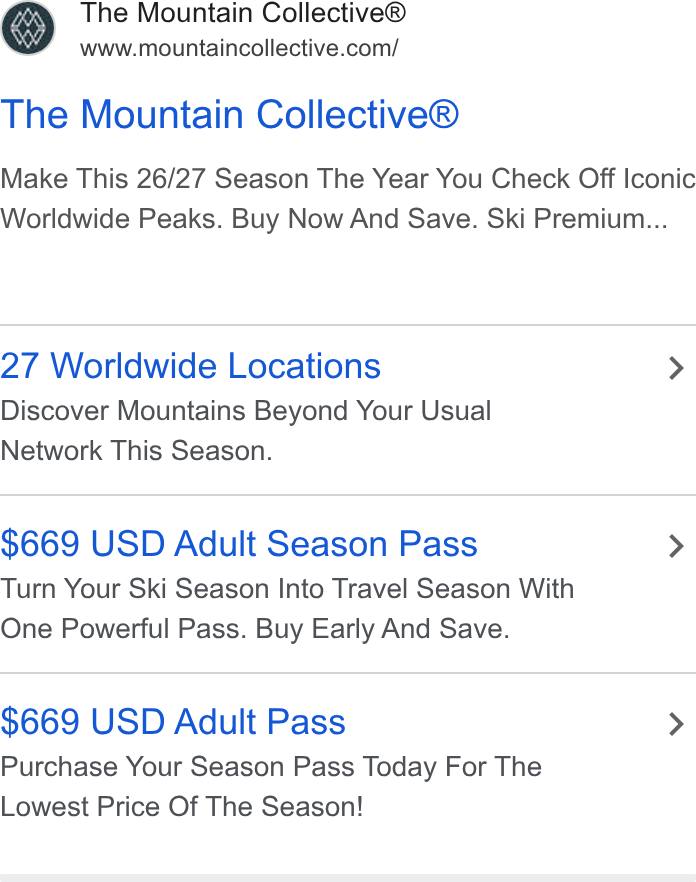 The Mountain Collective®
www.mountaincollective.com/
The Mountain Collective®
Make This 26/27 Season The Year You Check Off Iconic
Worldwide Peaks. Buy Now And Save. Ski Premium...
27 Worldwide Locations
Discover Mountains Beyond Your Usual
Network This Season.
$669 USD Adult Season Pass
Turn Your Ski Season Into Travel Season With
One Powerful Pass. Buy Early And Save.
$669 USD Adult Pass
Purchase Your Season Pass Today For The
Lowest Price Of The Season!